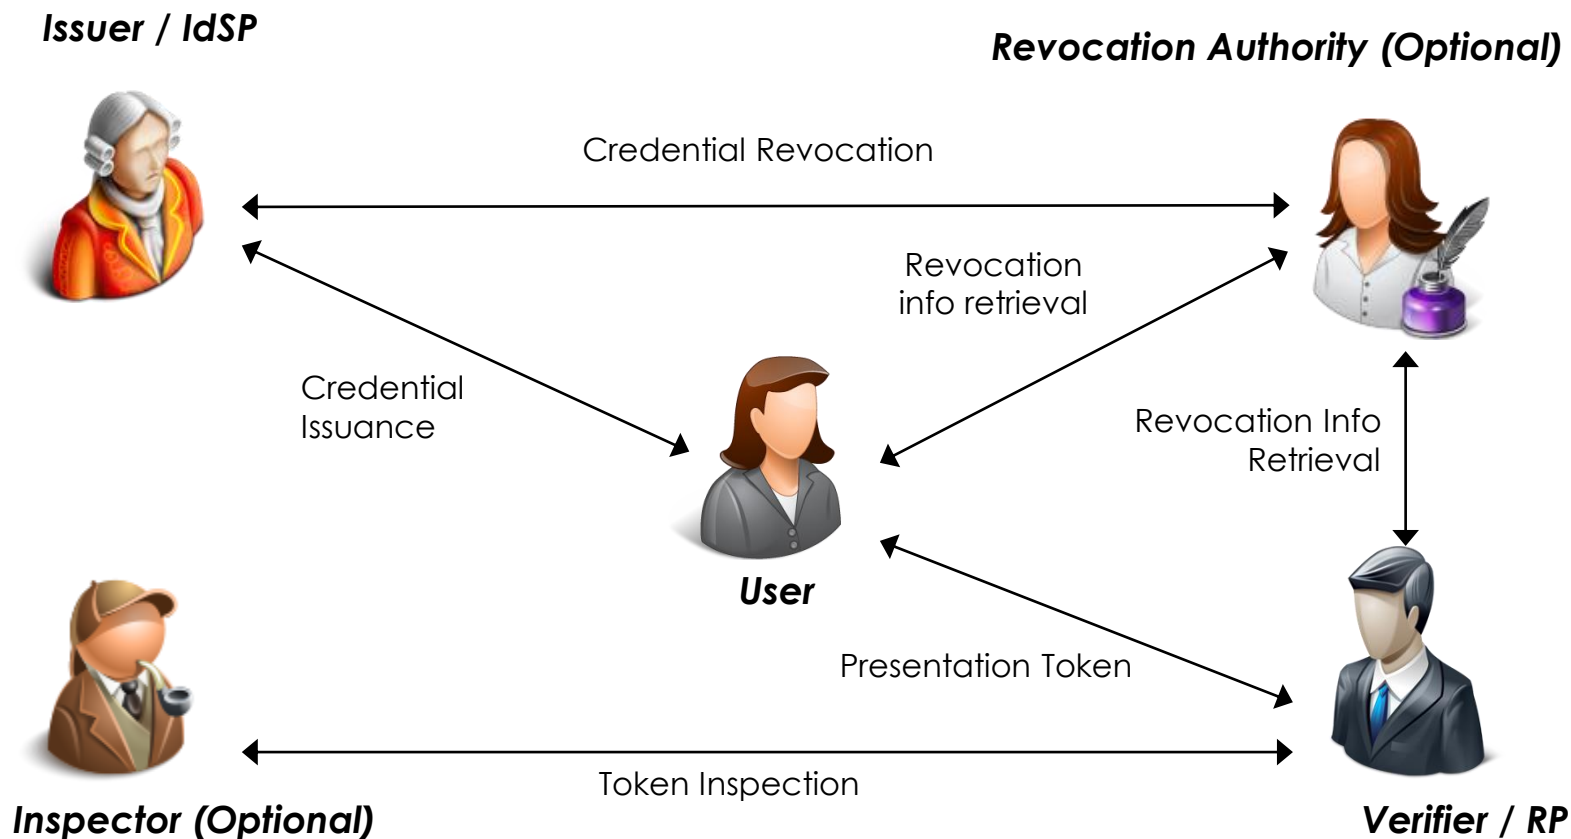 Issuer / IdSP
Revocation Authority (Optional)
Credential Revocation
Revocation
info retrieval
Credential
Issuance
Revocation Info
Retrieval
User
Presentation Token
Token Inspection
Inspector (Optional)
Verifier / RP